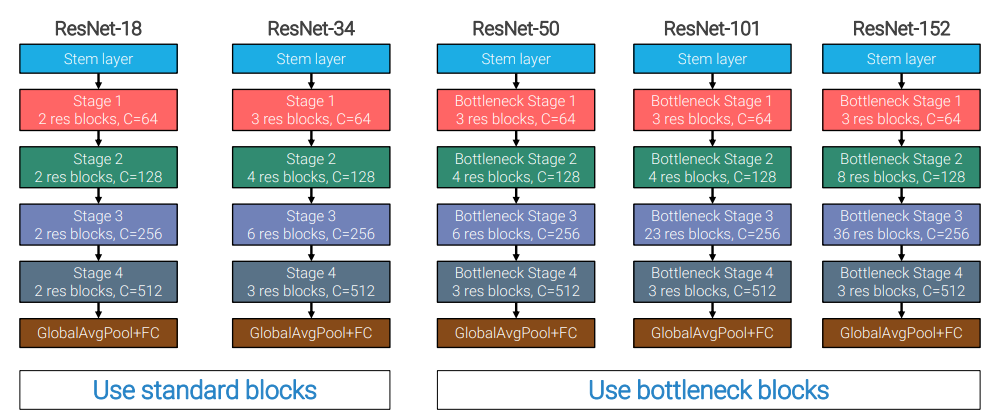 ResNet-18
Stem layer
Stage 1
2 res blocks, C=64
Stage 2
2 res blocks, C=128
Stage 3
2 res blocks, C=256
Stage 4
2 res blocks, C=512
GlobalAvgPool+FC
ResNet-34
Stem layer
Stage 1
3 res blocks, C=64
Stage 2
4 res blocks, C=128
Stage 3
6 res blocks, C=256
Stage 4
3 res blocks, C=512
GlobalAvgPool+FC
Use standard blocks
ResNet-50
Stem layer
Bottleneck Stage 1
3 res blocks, C=64
Bottleneck Stage 2
4 res blocks, C=128
Bottleneck Stage 3
6 res blocks, C=256
Bottleneck Stage 4
3 res blocks, C=512
GlobalAvgPool+FC
ResNet-101
Stem layer
Bottleneck Stage 1
3 res blocks, C=64
Bottleneck Stage 2
4 res blocks, C=128
Bottleneck Stage 3
23 res blocks, C=256
Bottleneck Stage 4
3 res blocks, C=512
GlobalAvgPool+FC
ResNet-152
Stem layer
Bottleneck Stage 1
3 res blocks, C=64
Bottleneck Stage 2
8 res blocks, C=128
Bottleneck Stage 3
36 res blocks, C=256
Bottleneck Stage 4
3 res blocks, C=512
GlobalAvgPool+FC
Use bottleneck blocks